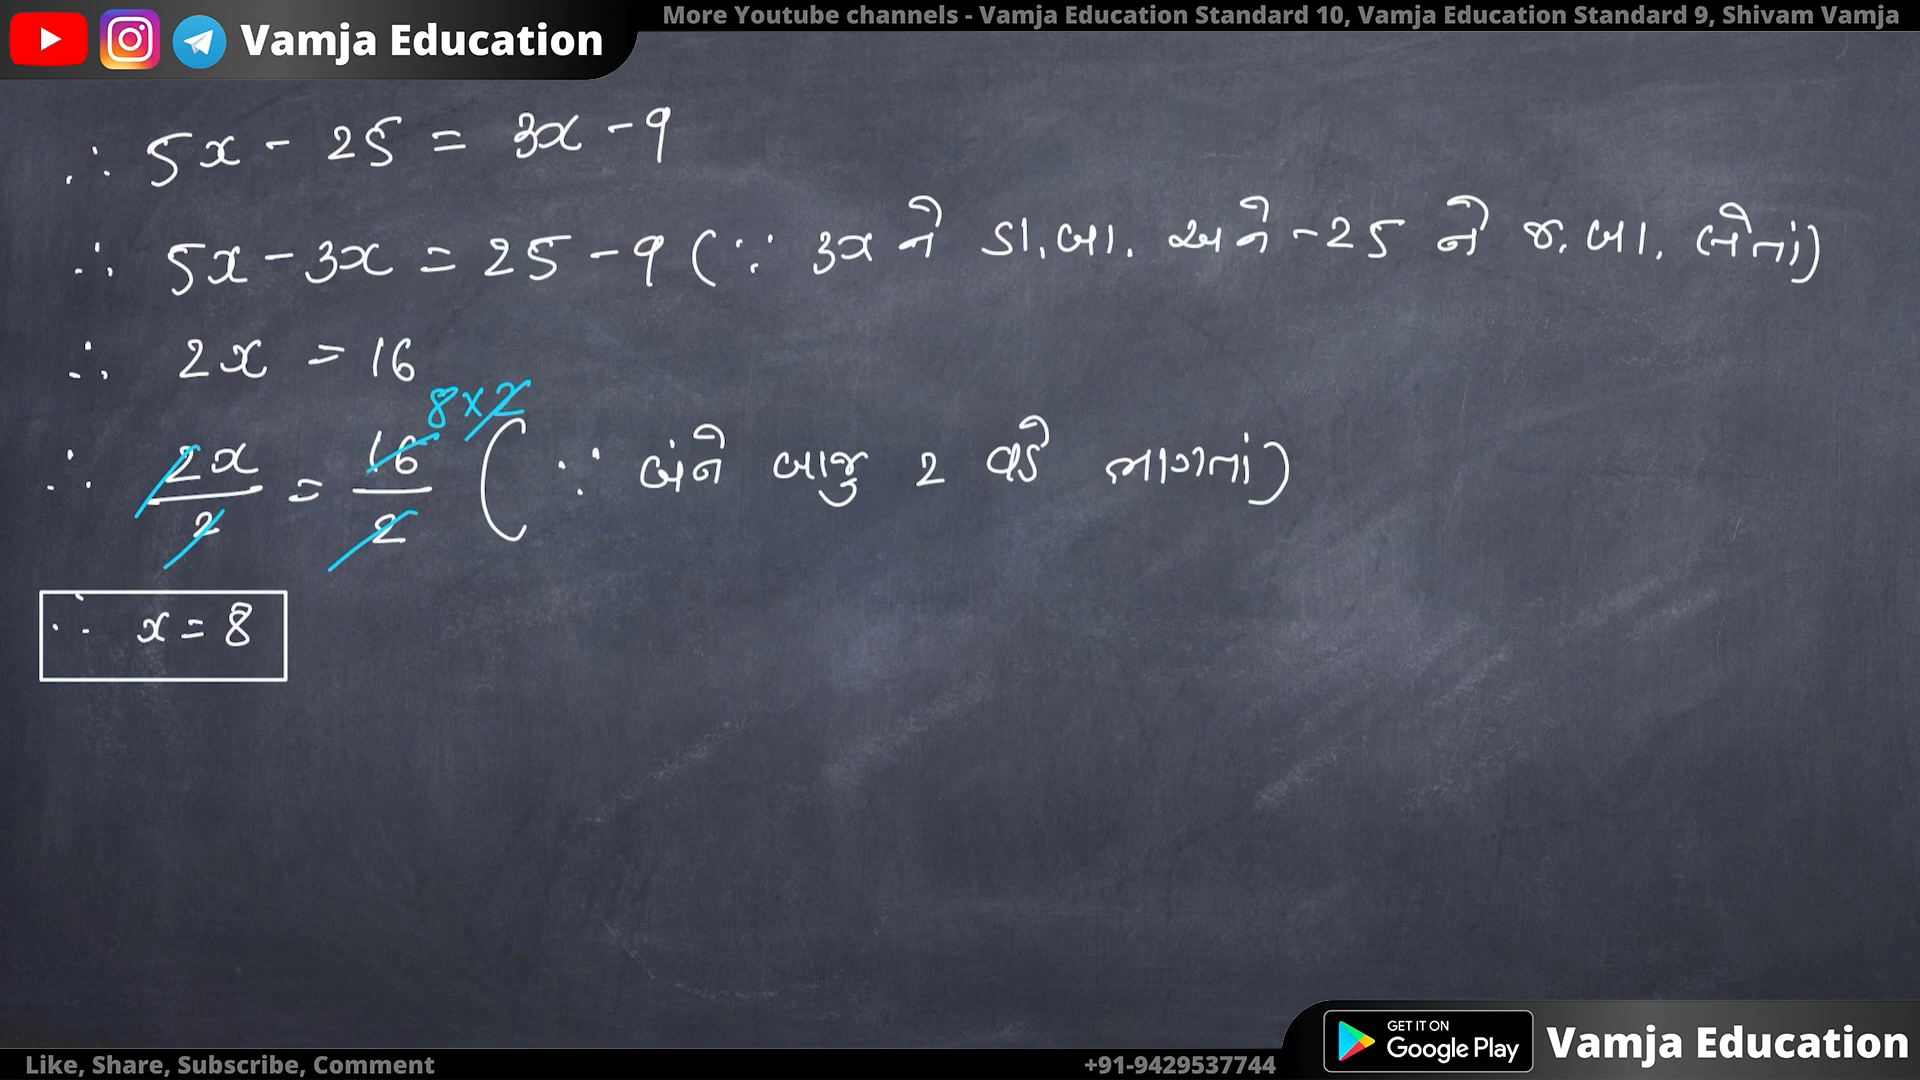 More Youtube channels - Vamja Education Standard 10, Vamja Education Standard 9, Shivam Vamja
Vamja Education
∴ 5x - 25 = 3x - 9
∴ 5x - 3x = 25 - 9 (∵ 3x ને ડા.બા. અને -25 ને જ.બા. લેતાં)
∴ 2x = 16
8 × 2
∴ 2x/2 = 16/2 (∵ બંને બાજુ 2 વડે ભાગતાં)
∴ x = 8
GET IT ON
Google Play
Vamja Education
Like, Share, Subscribe, Comment
+91-9429537744